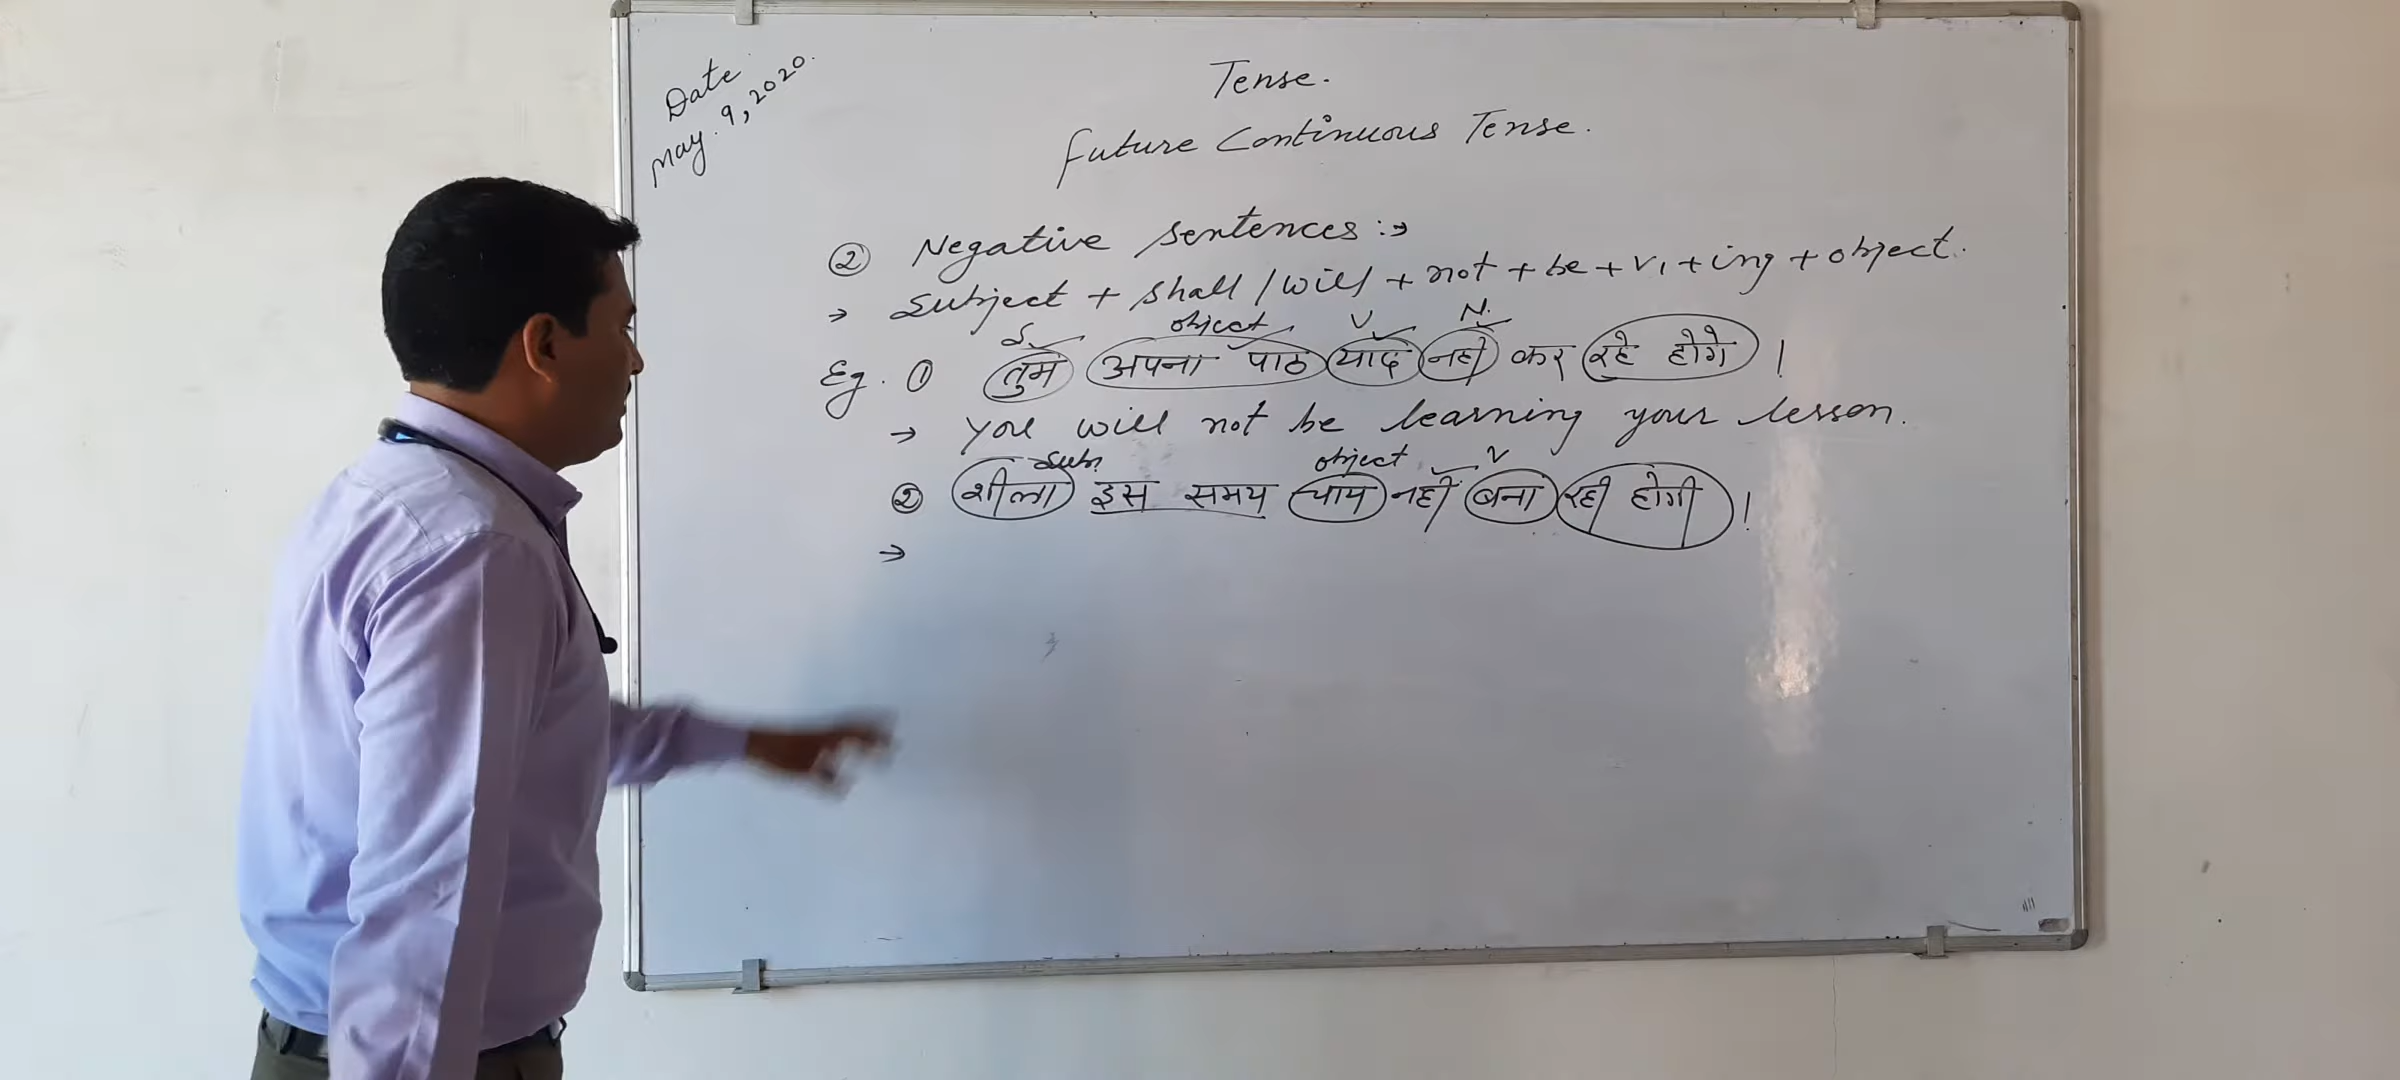 Date
May. 9, 2020.
Tense.
Future Continuous Tense.
② Negative sentences :→
→ Subject + shall / will + not + be + V₁ + ing + object.
S. object V N.
Eg. ① तुम अपना पाठ याद नहीं कर रहे होगे ।
→ You will not be learning your lesson.
Sub. object V
② शीला इस समय चाय नहीं बना रही होगी ।
→